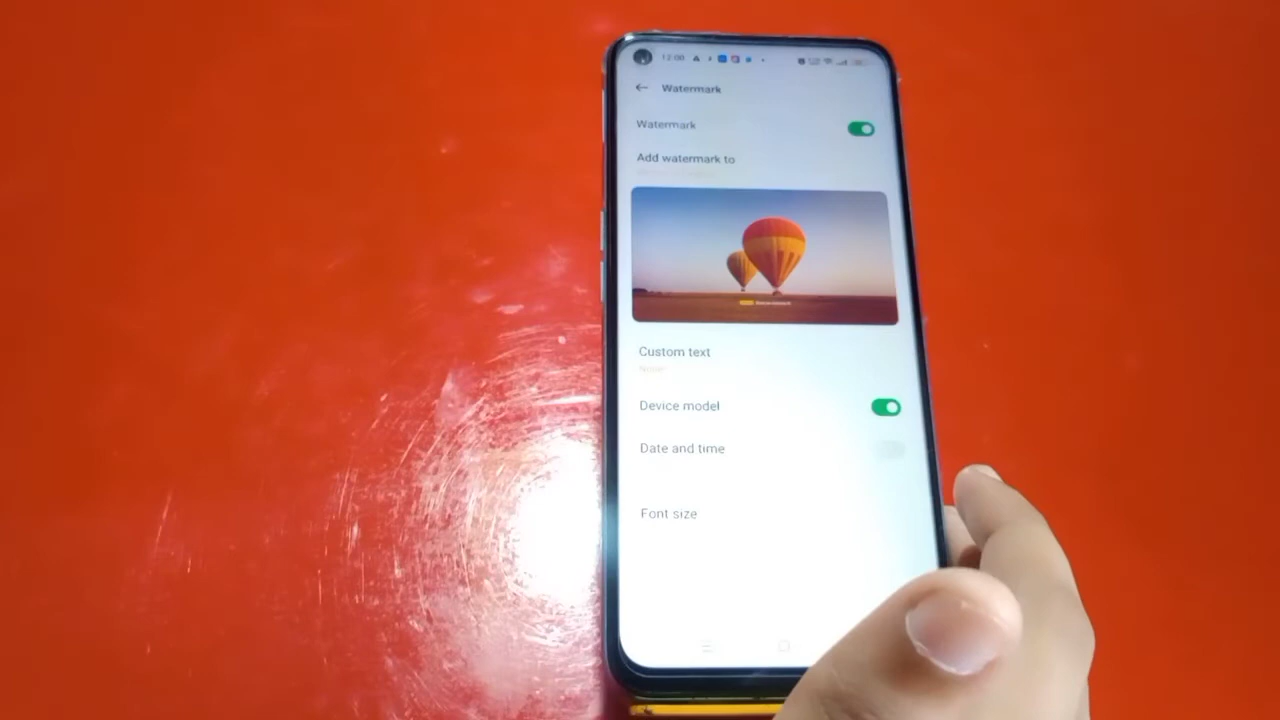 12:00
Watermark
Watermark
Add watermark to
Custom text
Device model
Date and time
Font size